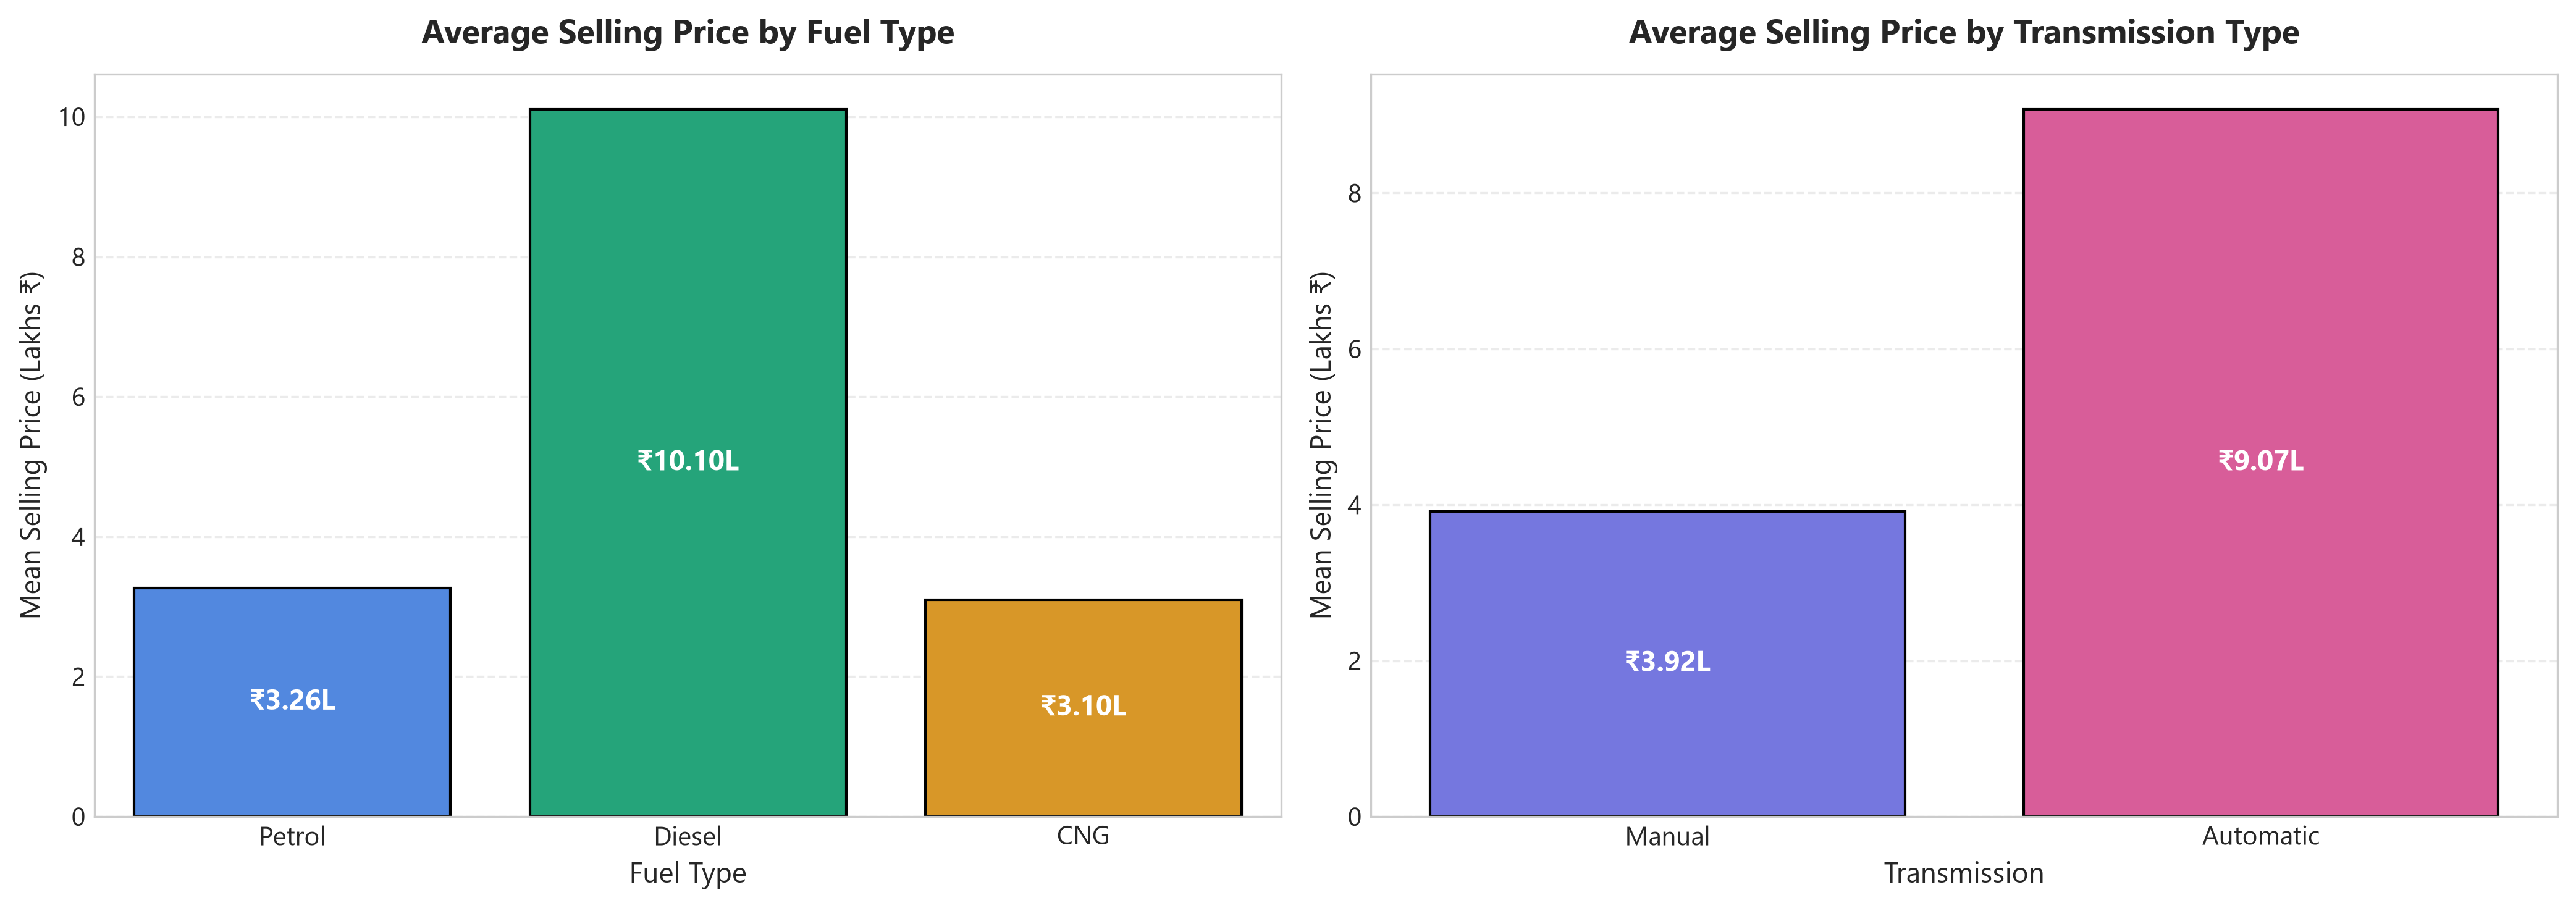 Average Selling Price by Fuel Type
Mean Selling Price (Lakhs ₹)
10
8
6
4
2
0
₹3.26L
₹10.10L
₹3.10L
Petrol
Diesel
CNG
Fuel Type
Average Selling Price by Transmission Type
Mean Selling Price (Lakhs ₹)
8
6
4
2
0
₹3.92L
₹9.07L
Manual
Automatic
Transmission